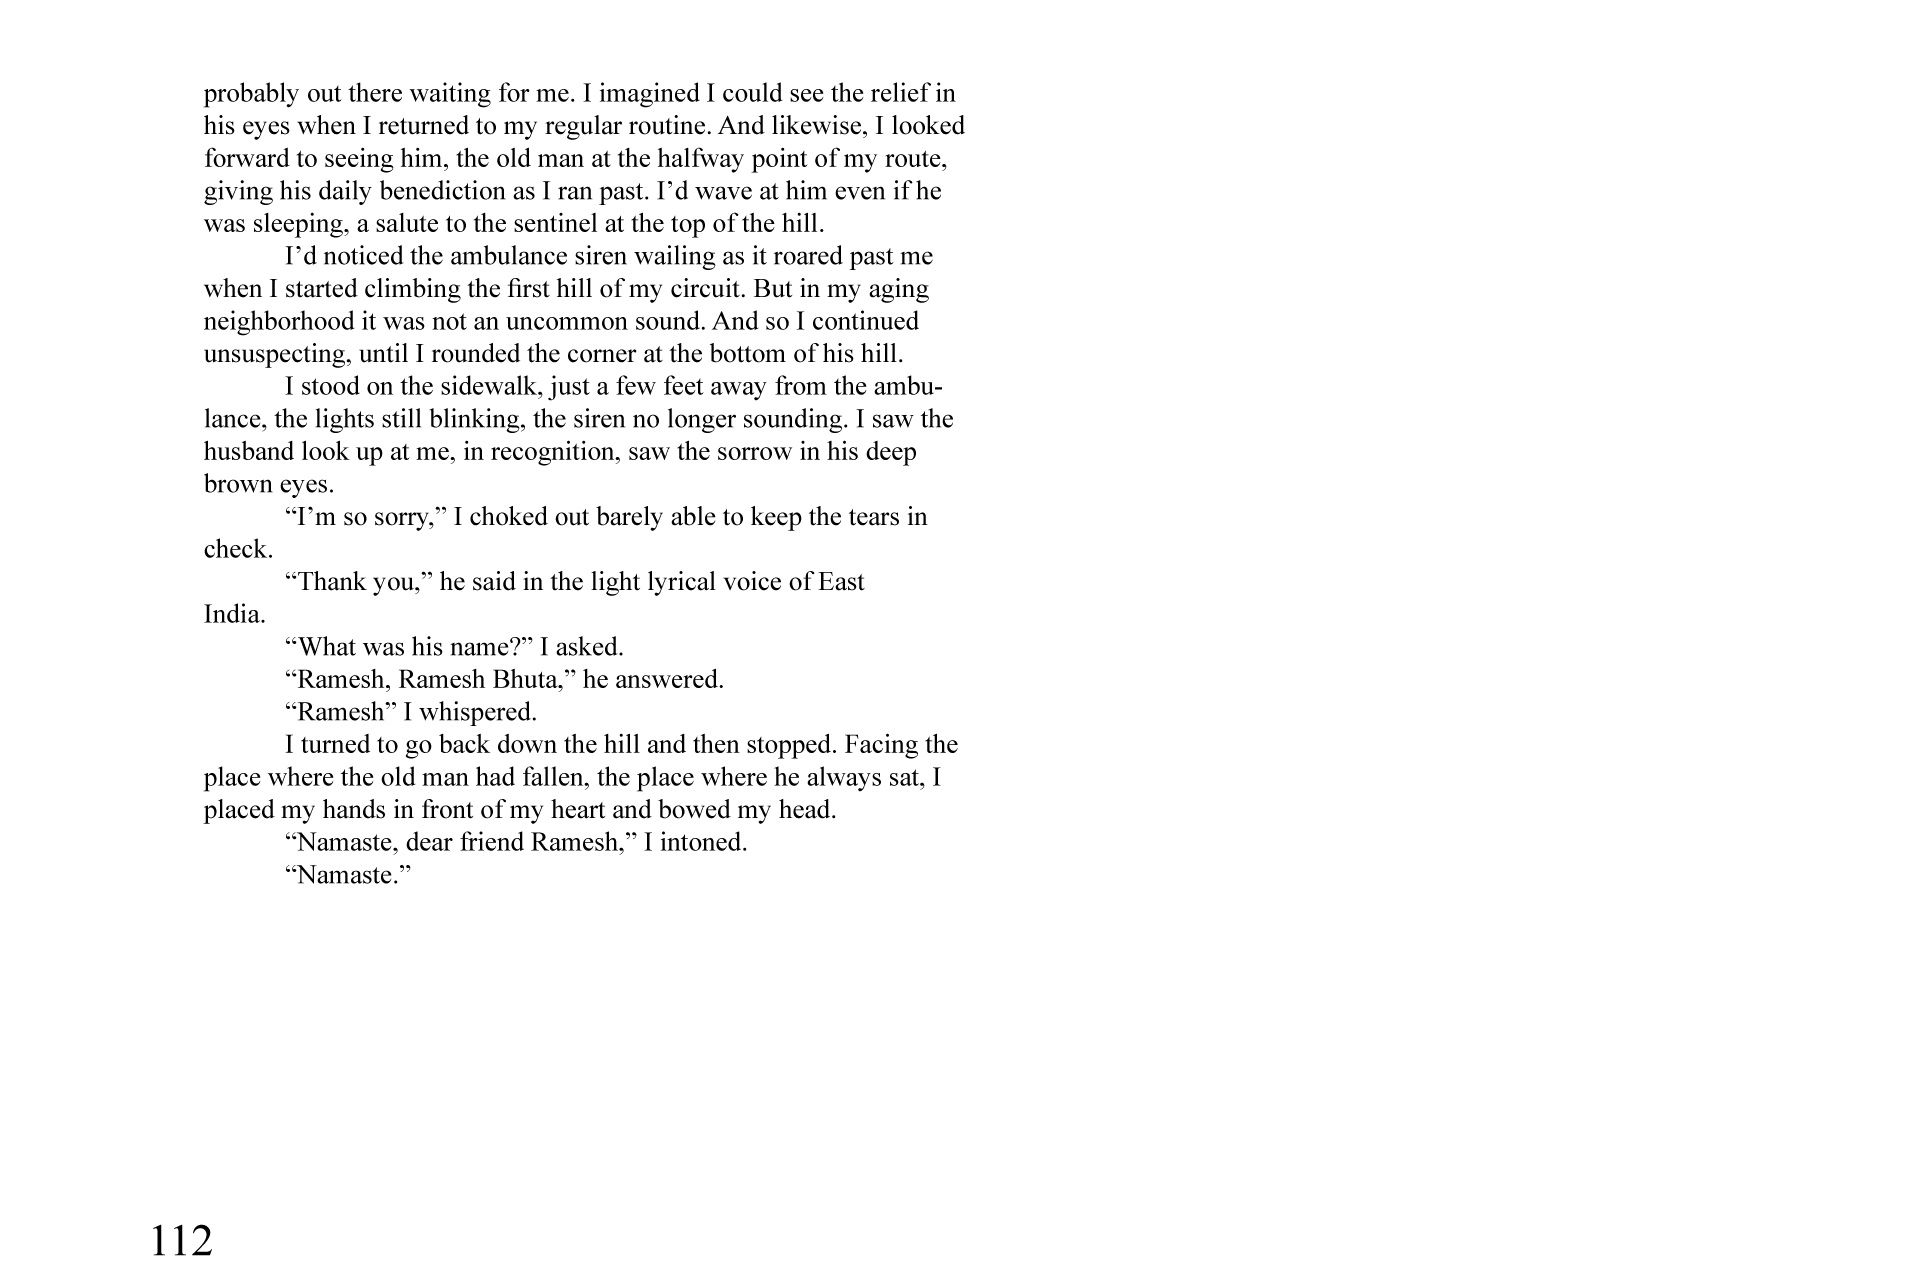 probably out there waiting for me. I imagined I could see the relief in
his eyes when I returned to my regular routine. And likewise, I looked
forward to seeing him, the old man at the halfway point of my route,
giving his daily benediction as I ran past. I’d wave at him even if he
was sleeping, a salute to the sentinel at the top of the hill.
I’d noticed the ambulance siren wailing as it roared past me
when I started climbing the first hill of my circuit. But in my aging
neighborhood it was not an uncommon sound. And so I continued
unsuspecting, until I rounded the corner at the bottom of his hill.
I stood on the sidewalk, just a few feet away from the ambu-
lance, the lights still blinking, the siren no longer sounding. I saw the
husband look up at me, in recognition, saw the sorrow in his deep
brown eyes.
“I’m so sorry,” I choked out barely able to keep the tears in
check.
“Thank you,” he said in the light lyrical voice of East
India.
“What was his name?” I asked.
“Ramesh, Ramesh Bhuta,” he answered.
“Ramesh” I whispered.
I turned to go back down the hill and then stopped. Facing the
place where the old man had fallen, the place where he always sat, I
placed my hands in front of my heart and bowed my head.
“Namaste, dear friend Ramesh,” I intoned.
“Namaste.”
112